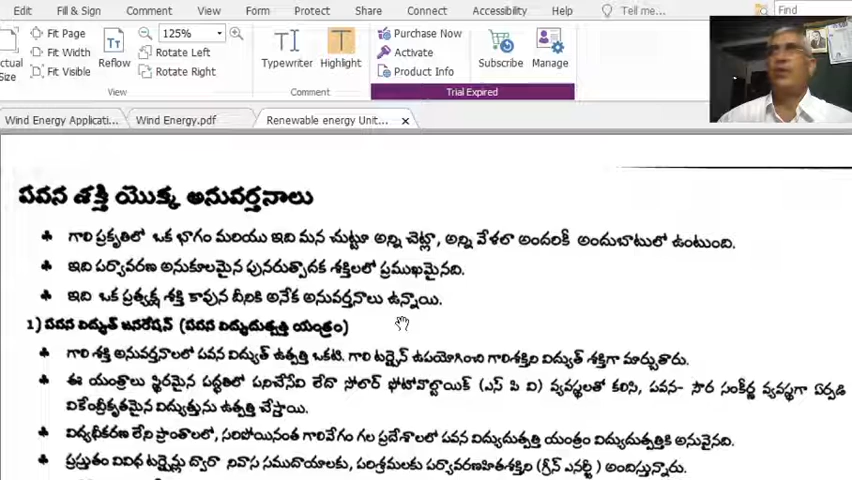 Edit Fill & Sign Comment View Form Protect Share Connect Accessibility Help Tell me... Find
Actual Size Fit Page 125% Typewriter Highlight Purchase Now Subscribe Manage
Fit Width Reflow Rotate Left Activate
Fit Visible Rotate Right Product Info
View Comment Trial Expired
Wind Energy Applicati... Wind Energy.pdf Renewable energy Unit... ×
పవన శక్తి యొక్క అనువర్తనాలు
♣ గాలి ప్రకృతిలో ఒక భాగం మరియు ఇది మన చుట్టూ అన్ని చెట్లా, అన్ని వేళలా అందరికీ అందుబాటులో ఉంటుంది.
♣ ఇది పర్యావరణ అనుకూలమైన పునరుత్పాదక శక్తిలలో ప్రముఖమైనది.
♣ ఇది ఒక ప్రత్యక్ష శక్తి కావున దీనికి అనేక అనువర్తనాలు ఉన్నాయి.
1) పవన విద్యుత్ జనరేషన్ (పవన విద్యుదుత్పత్తి యంత్రం)
♣ గాలి శక్తి అనువర్తనాలలో పవన విద్యుత్ ఉత్పత్తి ఒకటి. గాలి టర్బైన్ ఉపయోగించి గాలిశక్తిని విద్యుత్ శక్తిగా మార్చుతారు.
♣ ఈ యంత్రాలు స్థిరమైన పద్ధతిలో పనిచేసేవి లేదా సోలార్ ఫోటోవాల్టాయిక్ (ఎస్ పి వి) వ్యవస్థలతో కలిసి, పవన- సౌర సంకీర్ణ వ్యవస్థగా ఏర్పడి
వికేంద్రీకృతమైన విద్యుత్తును ఉత్పత్తి చేస్తాయి.
♣ విద్యుధీకరణ లేని ప్రాంతాలలో, సరిపోయినంత గాలివేగం గల ప్రదేశాలలో పవన విద్యుదుత్పత్తి యంత్రం విద్యుదుత్పత్తికి అనువైనది.
♣ ప్రస్తుతం వివిధ టర్బైన్లు ద్వారా నివాస సముదాయాలకు, పరిశ్రమలకు పర్యావరణహితశక్తిని (గ్రీన్ ఎనర్జీ) అందిస్తున్నారు.